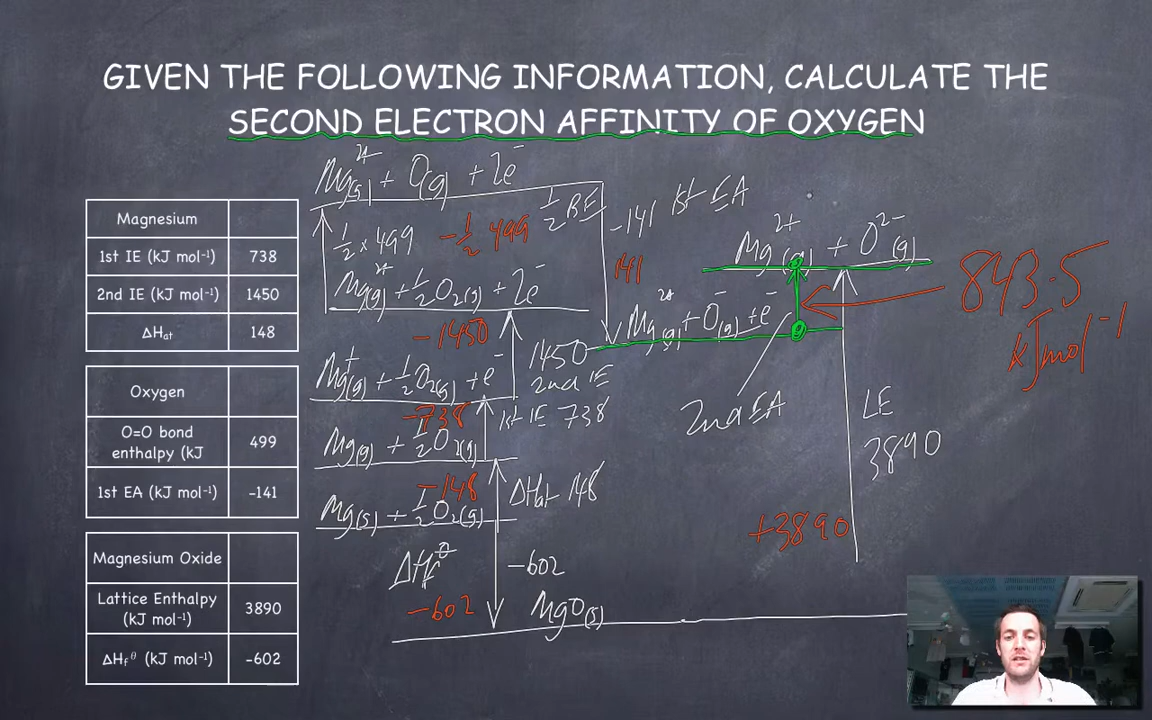 GIVEN THE FOLLOWING INFORMATION, CALCULATE THE
SECOND ELECTRON AFFINITY OF OXYGEN
Magnesium
1st IE (kJ mol⁻¹) 738
2nd IE (kJ mol⁻¹) 1450
ΔHat 148
Oxygen
O=O bond
enthalpy (kJ 499
1st EA (kJ mol⁻¹) -141
Magnesium Oxide
Lattice Enthalpy
(kJ mol⁻¹) 3890
ΔHf θ (kJ mol⁻¹) -602
Mg²⁺(g) + O(g) + 2e⁻
½ x 499
-½ 499
½ BE
-141 1st EA
141
Mg²⁺(g) + ½O₂(g) + 2e⁻
-1450
1450
2nd IE
Mg⁺(g) + ½O₂(g) + e⁻
-738
1st IE 738
Mg(g) + ½O₂(g)
-148
ΔHat 148
Mg(s) + ½O₂(g)
ΔHf θ
-602
-602
MgO(s)
Mg²⁺(g) + O⁻(g) + e⁻
2nd EA
Mg²⁺(g) + O²⁻(g)
LE
3890
+3890
843.5
kJmol⁻¹